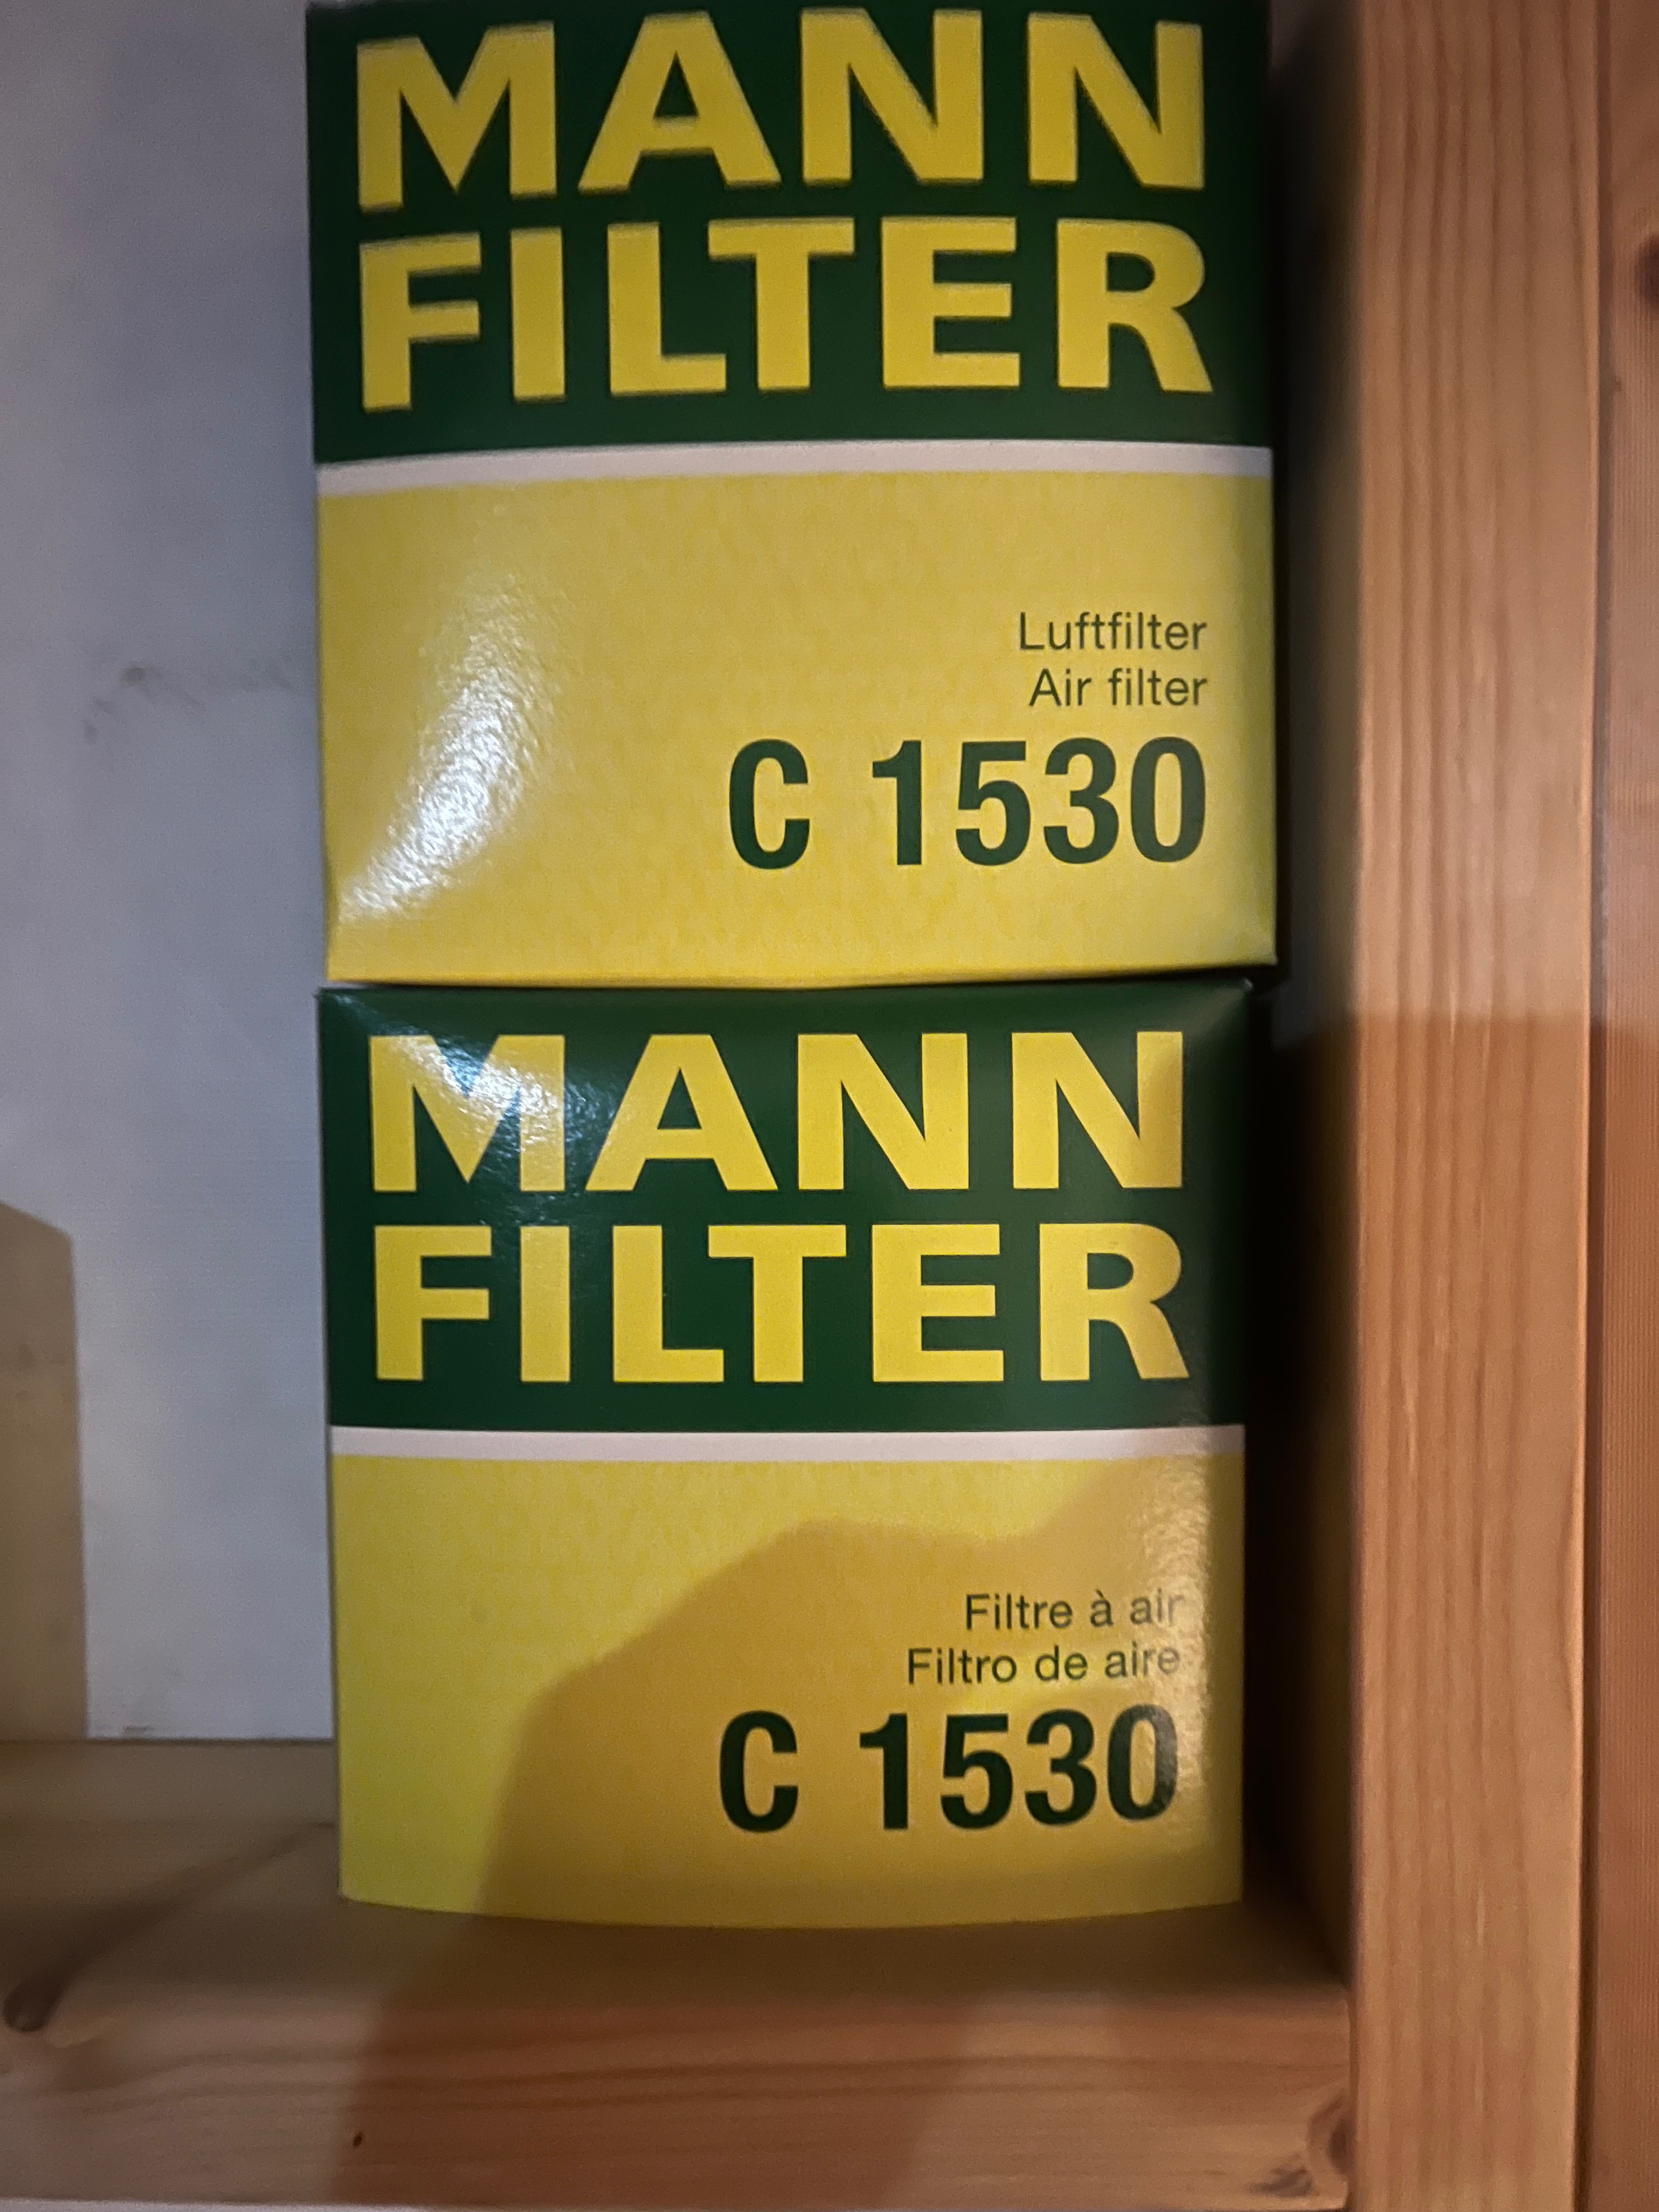 MANN
FILTER
Luftfilter
Air filter
C 1530
MANN
FILTER
Filtre à air
Filtro de aire
C 1530